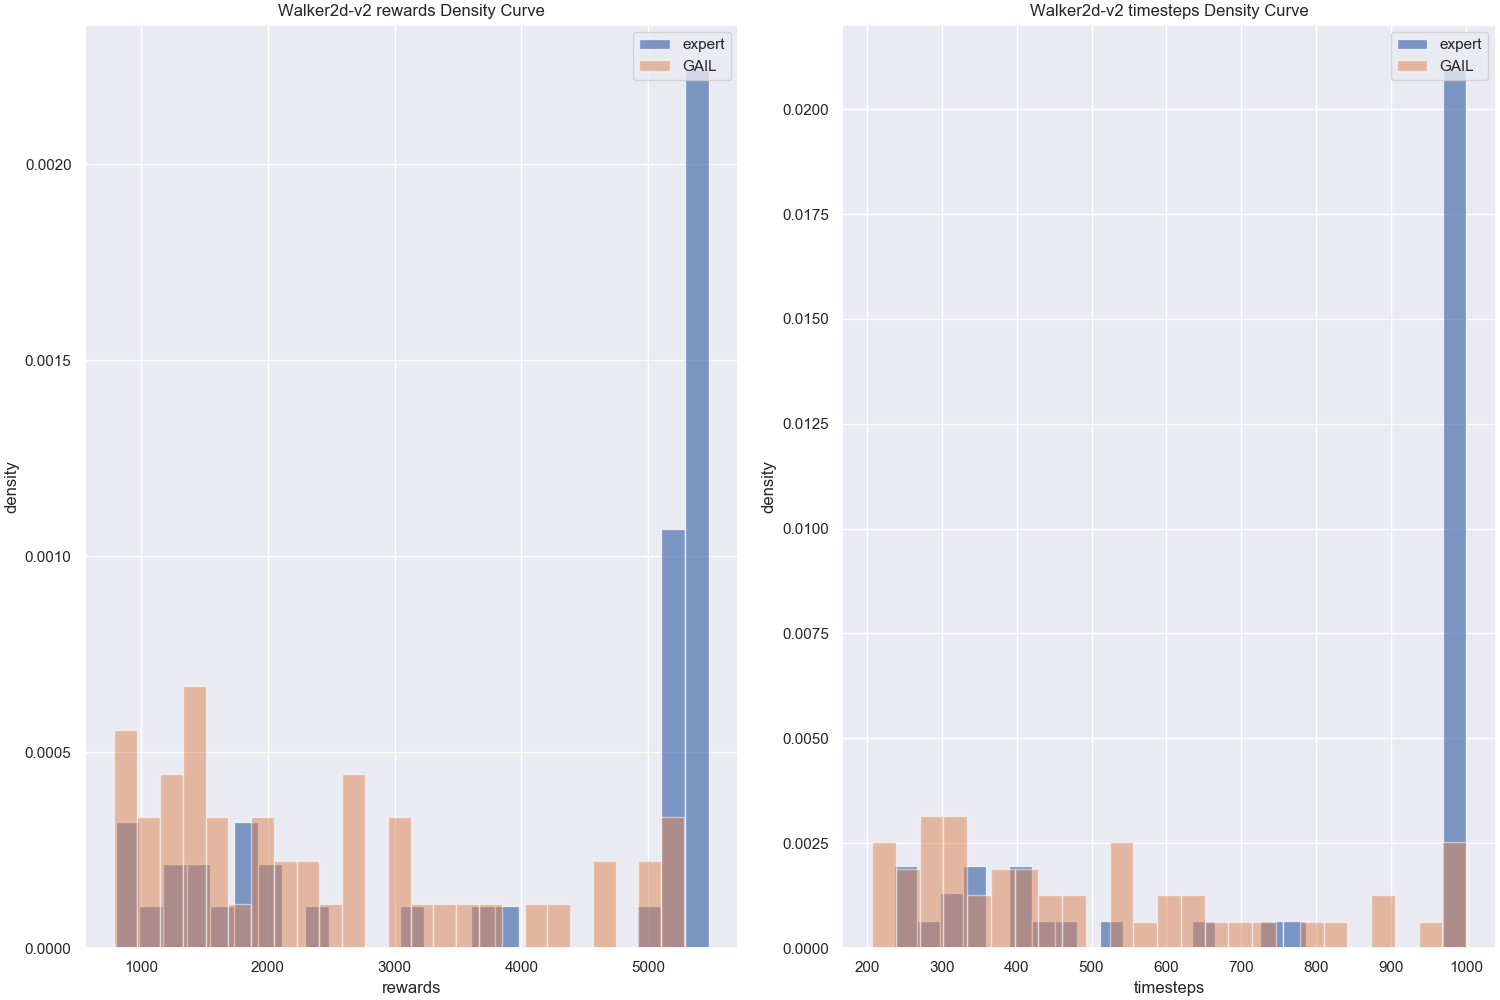 Walker2d-v2 rewards Density Curve
expert
GAIL
0.0020
0.0015
0.0010
0.0005
0.0000
density
1000 2000 3000 4000 5000
rewards
Walker2d-v2 timesteps Density Curve
expert
GAIL
0.0200
0.0175
0.0150
0.0125
0.0100
0.0075
0.0050
0.0025
0.0000
density
200 300 400 500 600 700 800 900 1000
timesteps